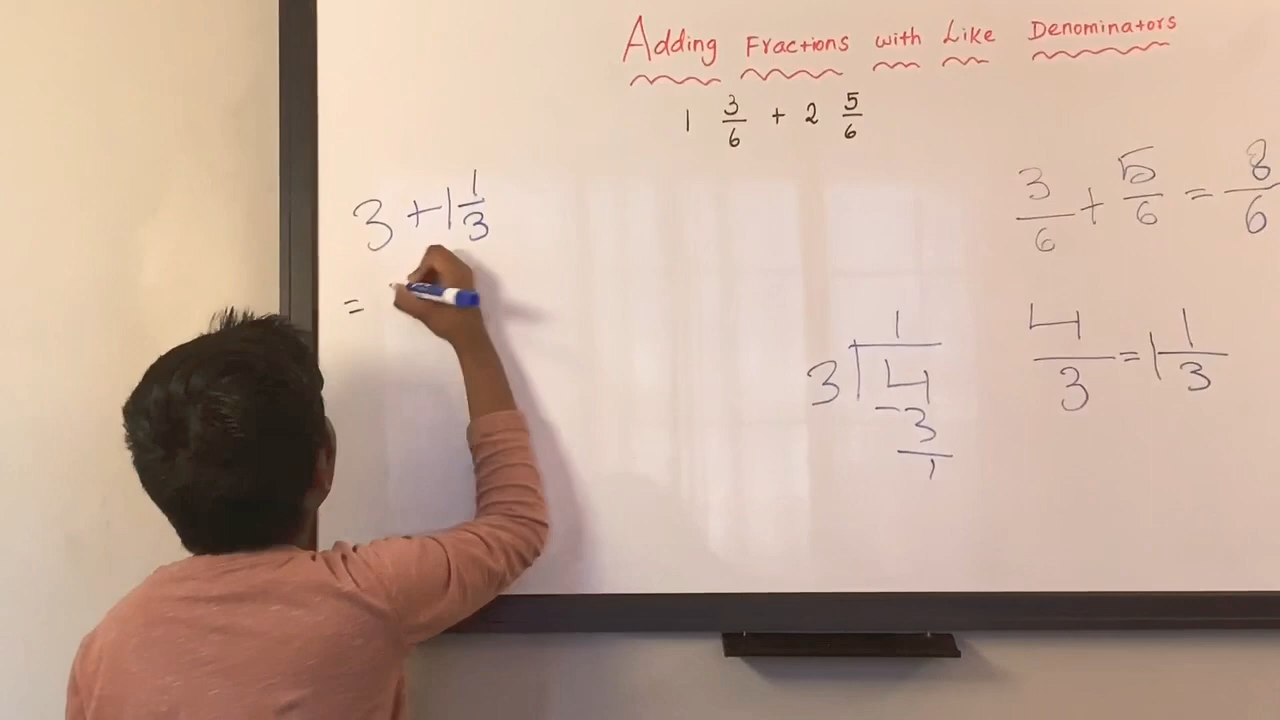 Adding Fractions with Like Denominators
1 3/6 + 2 5/6
3 + 1 1/3
=
3/6 + 5/6 = 8/6
4/3 = 1 1/3
1
3 4
-3
1